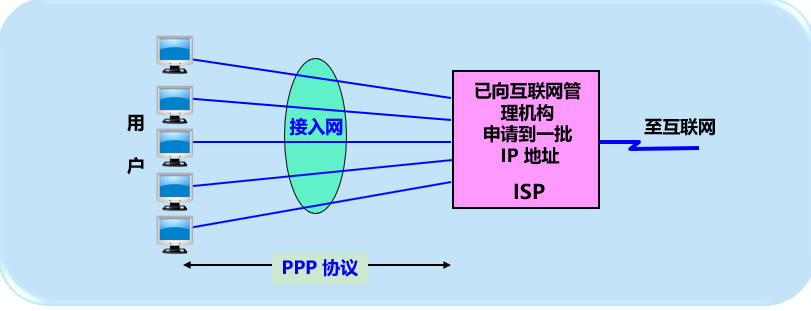 用
户
接入网
已向互联网管
理机构
申请到一批
IP 地址
ISP
至互联网
PPP 协议